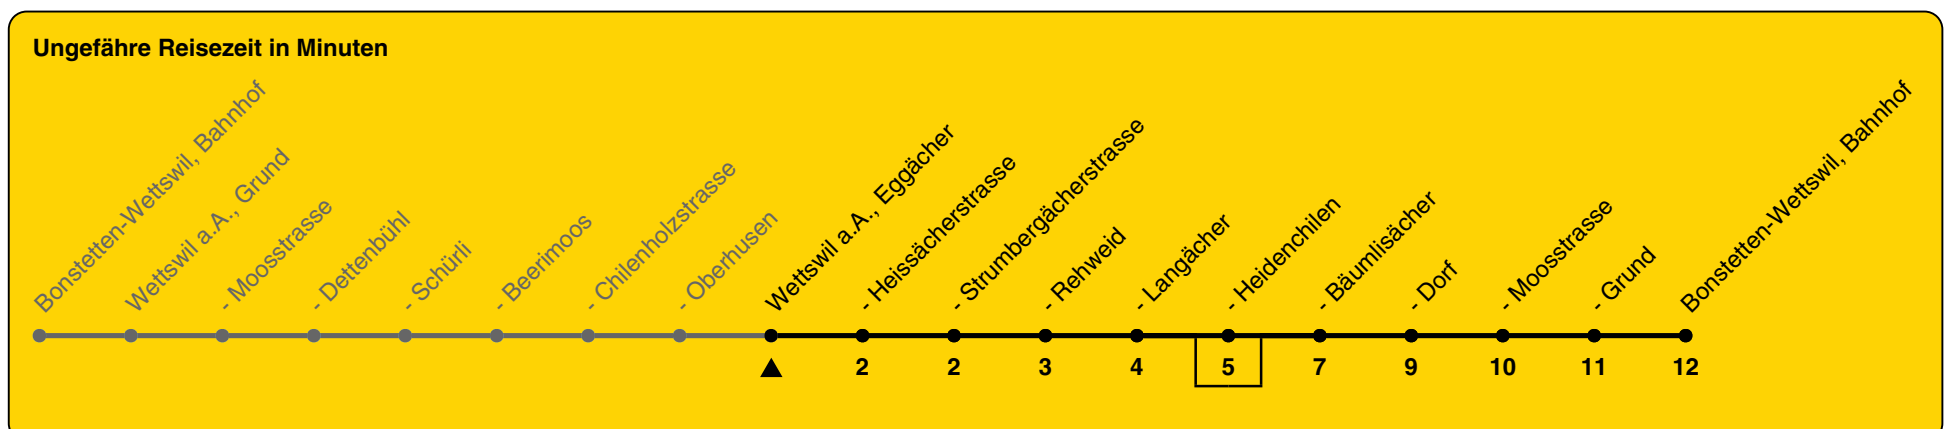 Ungefähre Reisezeit in Minuten
Bonstetten-Wettswil, Bahnhof
Wettswil a.A., Grund
- Moosstrasse
- Dettenbühl
- Schürli
- Beerimoos
- Chilenholzstrasse
- Oberhusen
Wettswil a.A., Eggächer
- Heissächerstrasse
- Strumbergächerstrasse
- Rehweid
- Langächer
- Heidenchilen
- Bäumlisächer
- Dorf
- Moosstrasse
- Grund
Bonstetten-Wettswil, Bahnhof
2 2 3 4 5 7 9 10 11 12